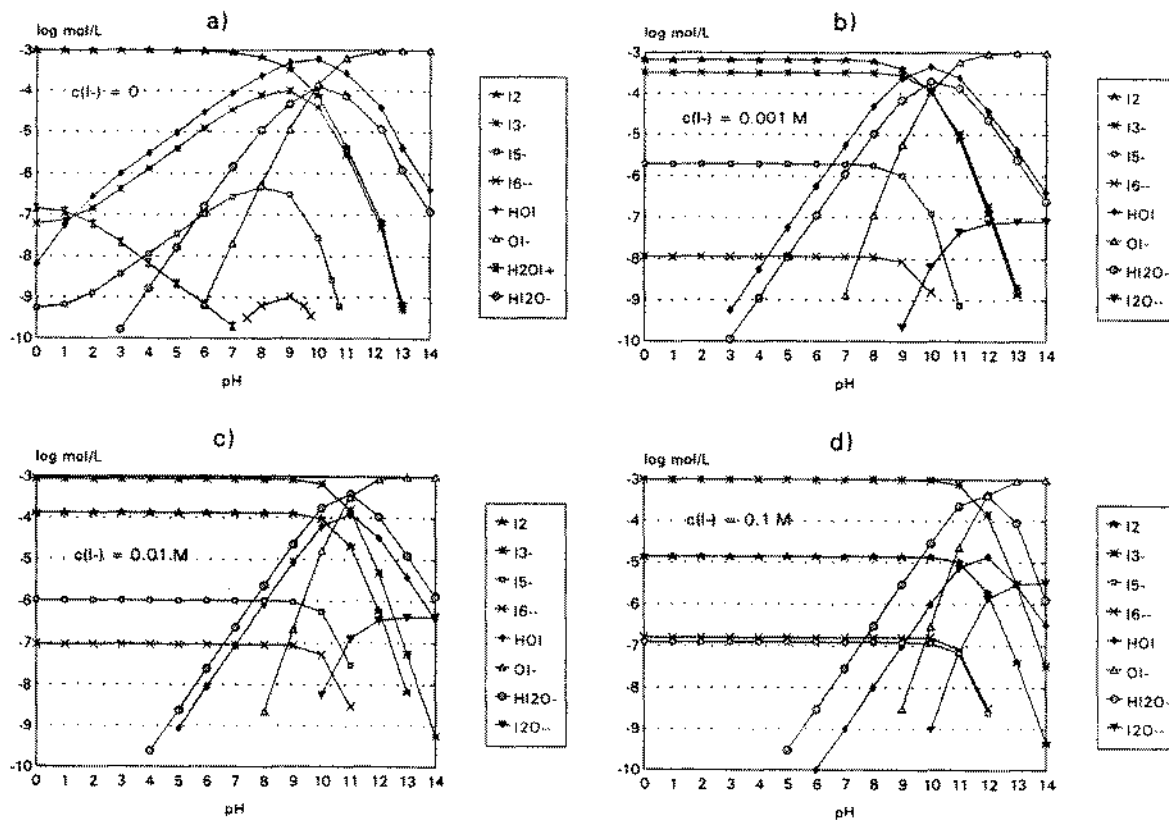 a)
log mol/L
-3
-4
-5
-6
-7
-8
-9
-10
c(I-) = 0
0 1 2 3 4 5 6 7 8 9 10 11 12 13 14
pH
I2
I3-
I5-
I6--
HOI
OI-
H2OI+
HI2O-
b)
log mol/L
-3
-4
-5
-6
-7
-8
-9
-10
c(I-) = 0.001 M
0 1 2 3 4 5 6 7 8 9 10 11 12 13 14
pH
I2
I3-
I5-
I6--
HOI
OI-
HI2O-
I2O--
c)
log mol/L
-3
-4
-5
-6
-7
-8
-9
-10
c(I-) = 0.01 M
0 1 2 3 4 5 6 7 8 9 10 11 12 13 14
pH
I2
I3-
I5-
I6--
HOI
OI-
HI2O-
I2O--
d)
log mol/L
-3
-4
-5
-6
-7
-8
-9
-10
c(I-) = 0.1 M
0 1 2 3 4 5 6 7 8 9 10 11 12 13 14
pH
I2
I3-
I5-
I6--
HOI
OI-
HI2O-
I2O--